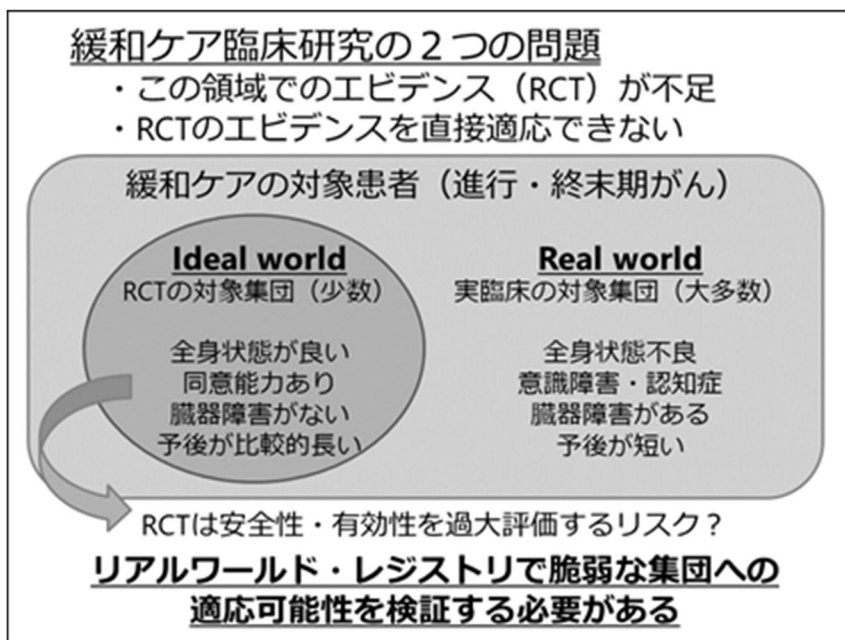 緩和ケア臨床研究の２つの問題
・この領域でのエビデンス（RCT）が不足
・RCTのエビデンスを直接適応できない
緩和ケアの対象患者（進行・終末期がん）
Ideal world
RCTの対象集団（少数）
全身状態が良い
同意能力あり
臓器障害がない
予後が比較的長い
Real world
実臨床の対象集団（大多数）
全身状態不良
意識障害・認知症
臓器障害がある
予後が短い
RCTは安全性・有効性を過大評価するリスク？
リアルワールド・レジストリで脆弱な集団への
適応可能性を検証する必要がある